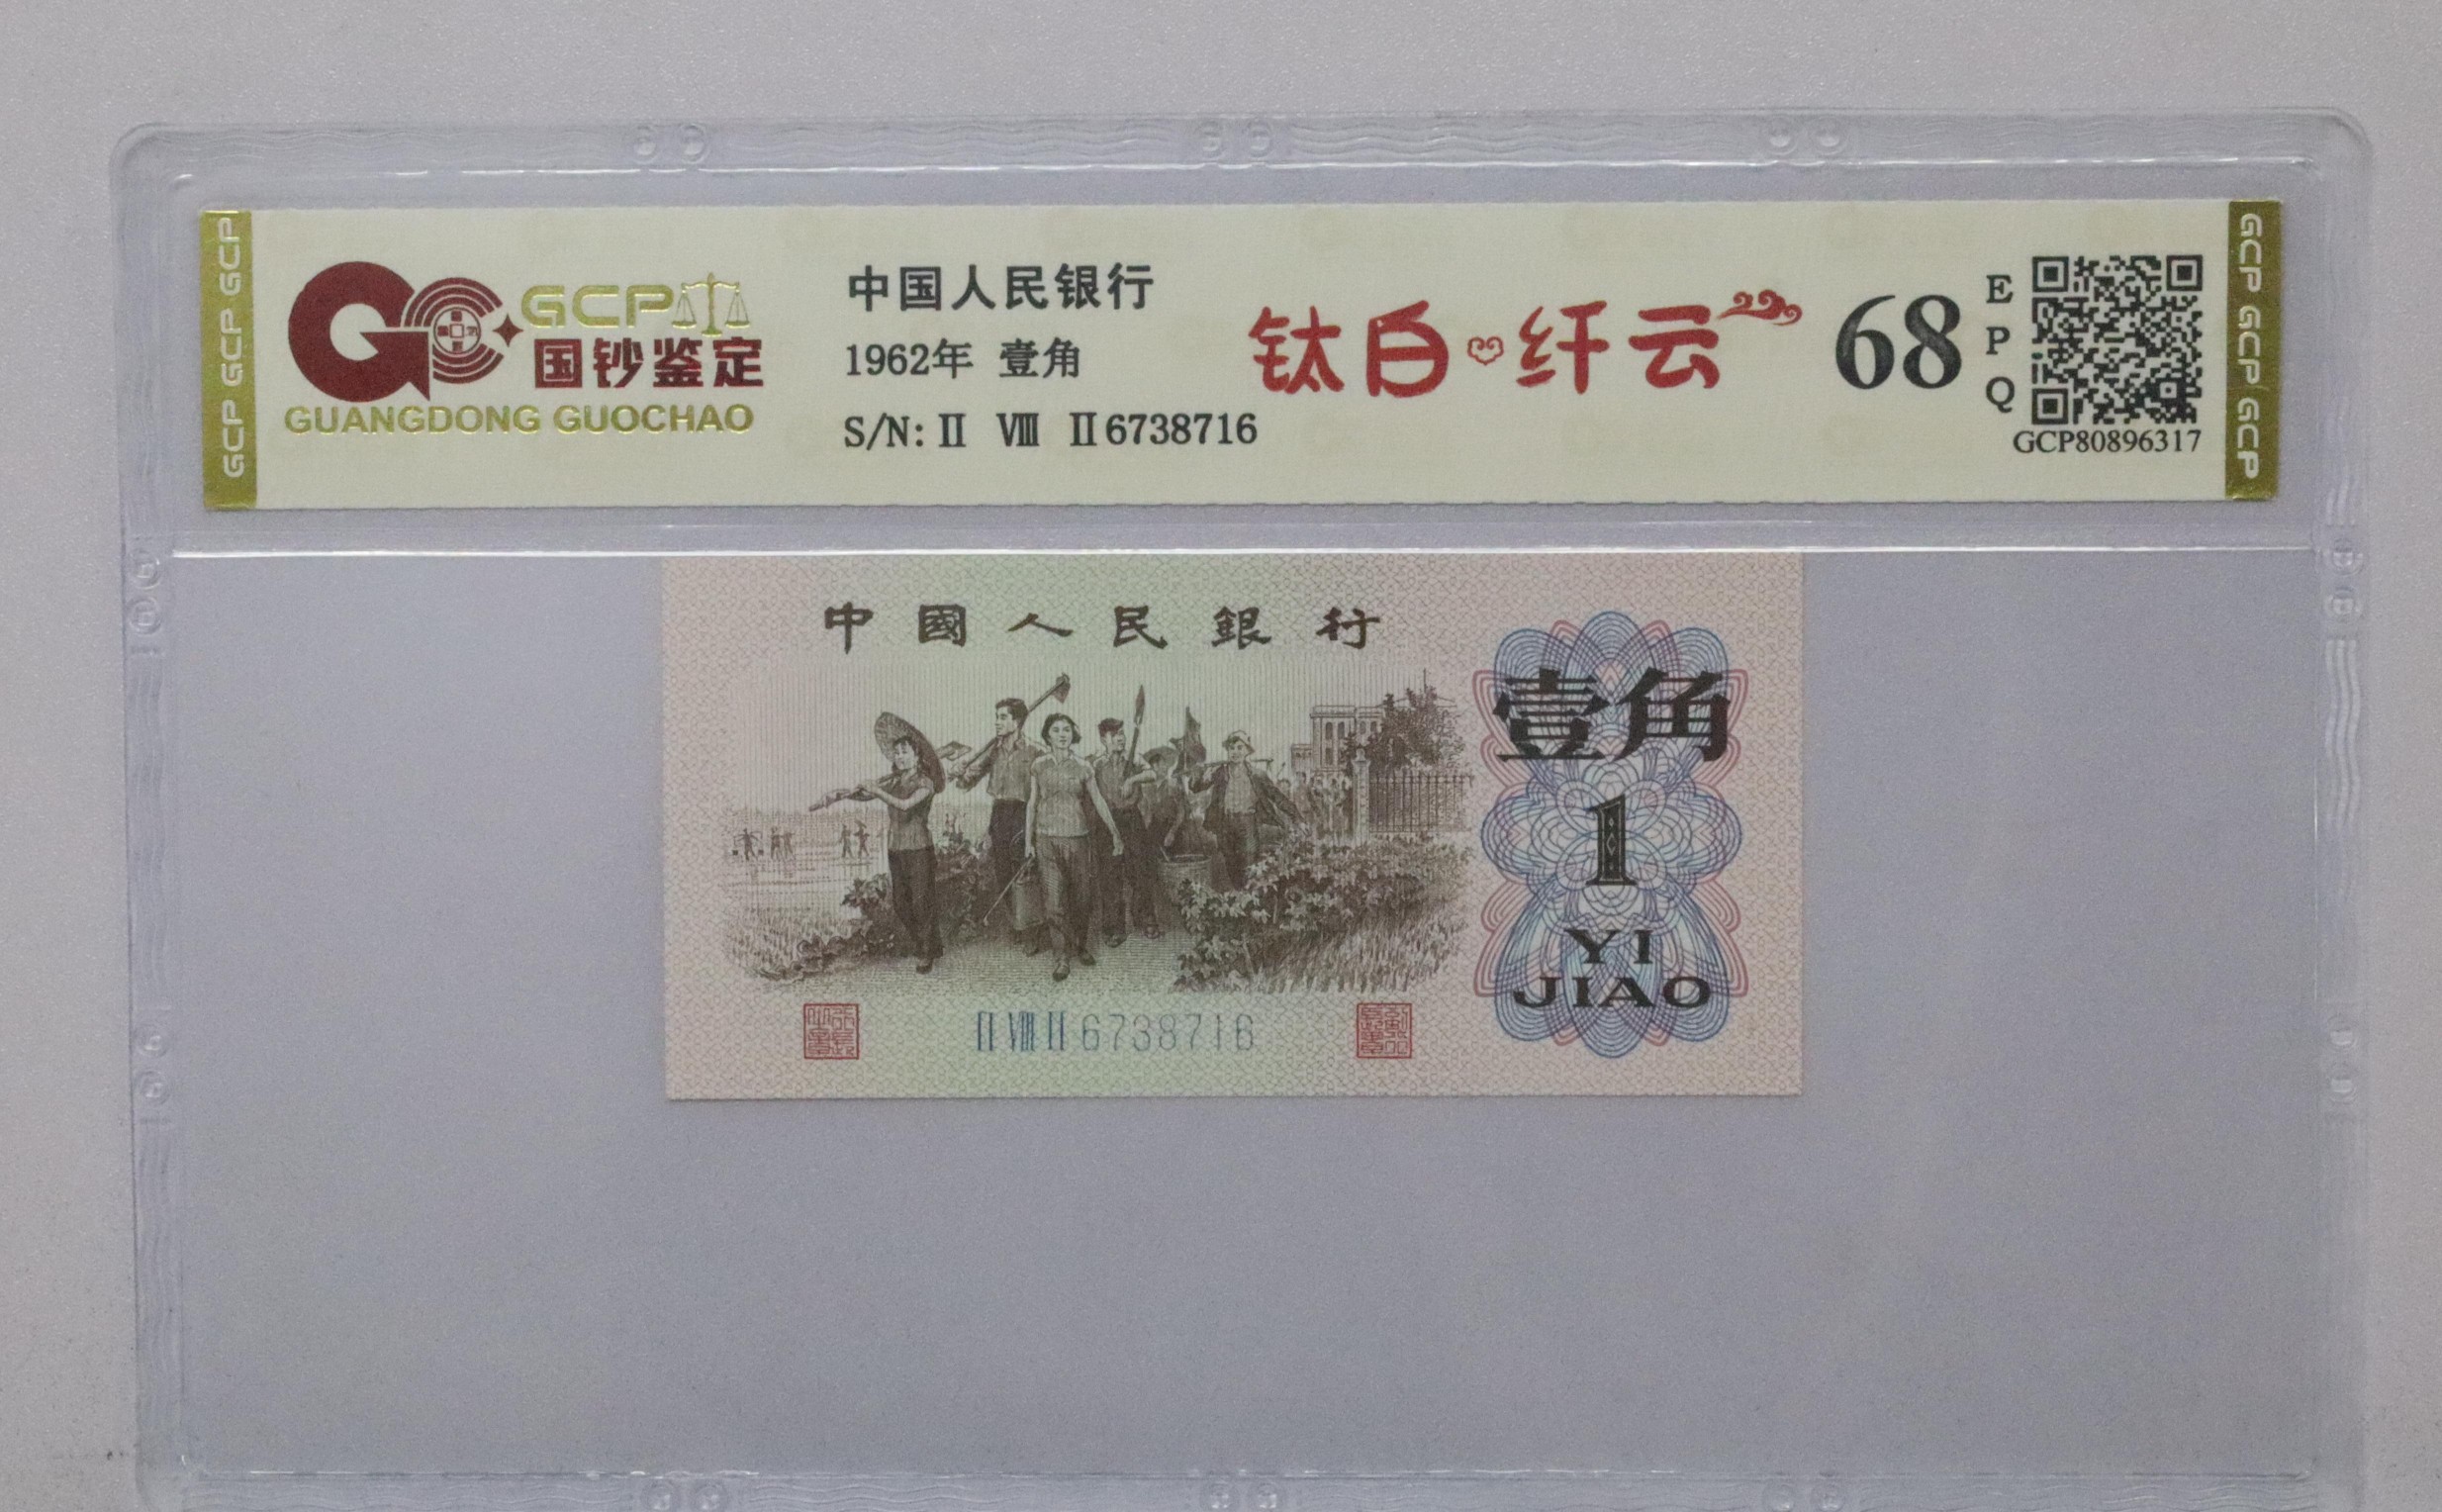 GCP GCP GCP
GCP
国钞鉴定
GUANGDONG GUOCHAO
中国人民银行
1962年 壹角
S/N: Ⅱ Ⅷ Ⅱ6738716
钛白 纤云
68
E
P
Q
GCP80896317
GCP GCP GCP
中國人民銀行
壹角
1
YI
JIAO
Ⅱ Ⅷ Ⅱ 6738716